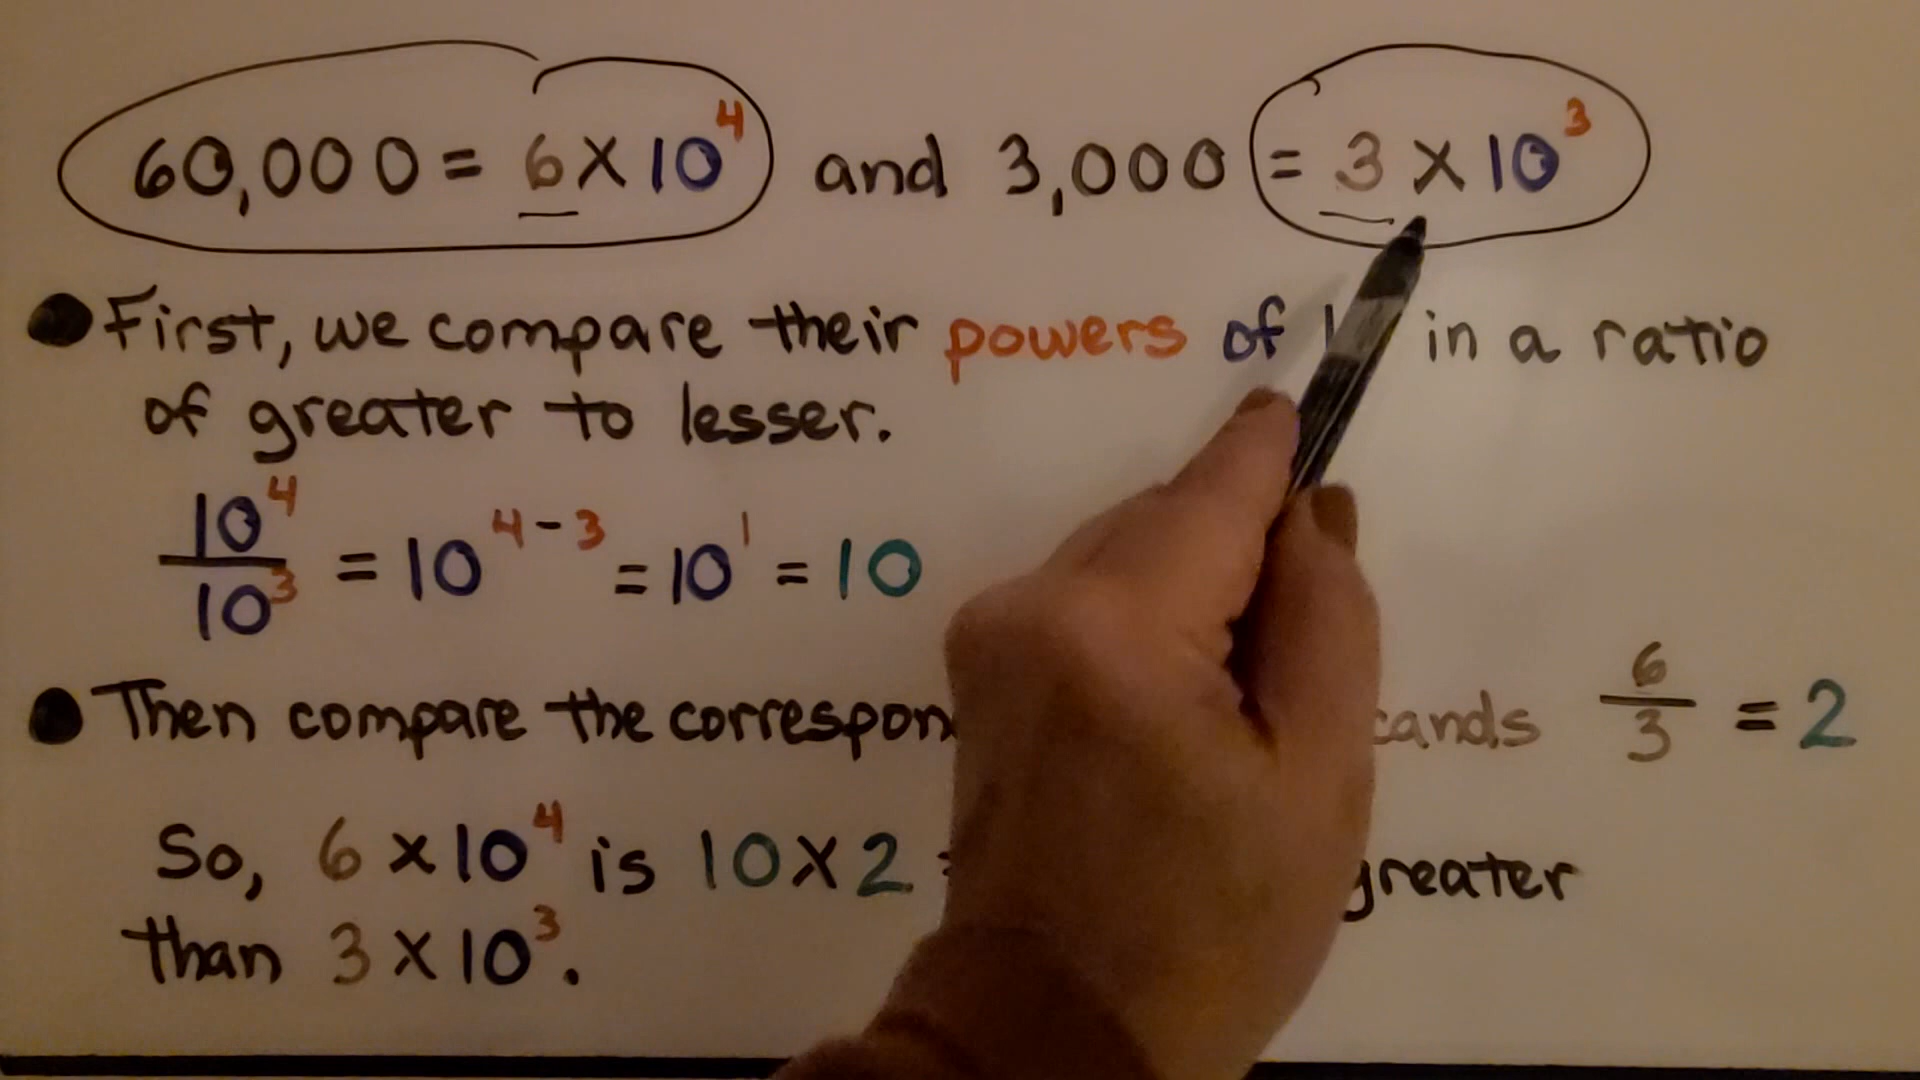 60,000 = 6 × 10⁴ and 3,000 = 3 × 10³
● First, we compare their powers of in a ratio
of greater to lesser.
10⁴/10³ = 10⁴⁻³ = 10¹ = 10
● Then compare the 6/3 = 2
So, 6 × 10⁴ is 10 × 2 greater
than 3 × 10³.